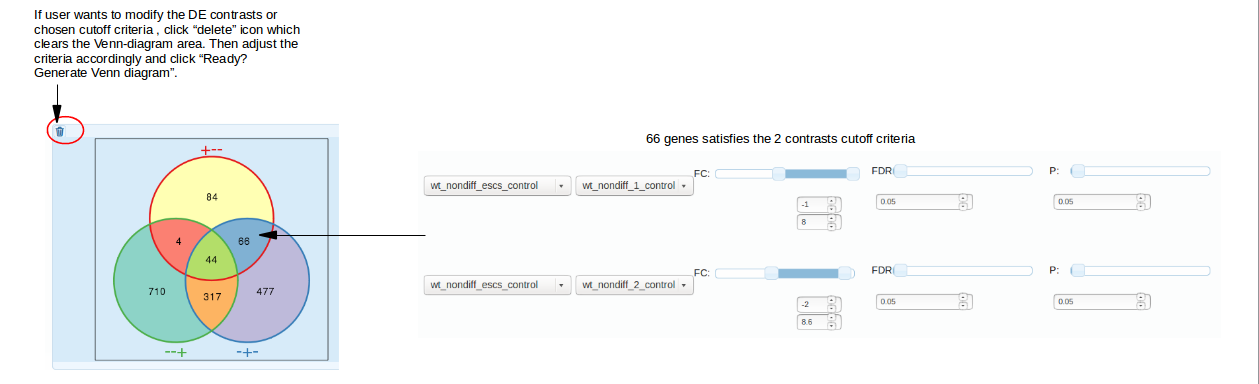 If user wants to modify the DE contrasts or
chosen cutoff criteria , click “delete” icon which
clears the Venn-diagram area. Then adjust the
criteria accordingly and click “Ready?
Generate Venn diagram”.
66 genes satisfies the 2 contrasts cutoff criteria
+--
84
4
66
44
710
317
477
--+
-+-
wt_nondiff_escs_control
wt_nondiff_1_control
FC:
-1
8
FDR:
0.05
P:
0.05
wt_nondiff_escs_control
wt_nondiff_2_control
FC:
-2
8.6
FDR:
0.05
P:
0.05